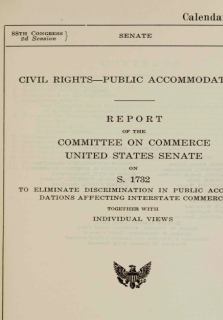 Calenda
88TH CONGRESS
2d Session
SENATE
CIVIL RIGHTS—PUBLIC ACCOMMODAT
REPORT
OF THE
COMMITTEE ON COMMERCE
UNITED STATES SENATE
ON
S. 1732
TO ELIMINATE DISCRIMINATION IN PUBLIC ACCO
DATIONS AFFECTING INTERSTATE COMMERC
TOGETHER WITH
INDIVIDUAL VIEWS